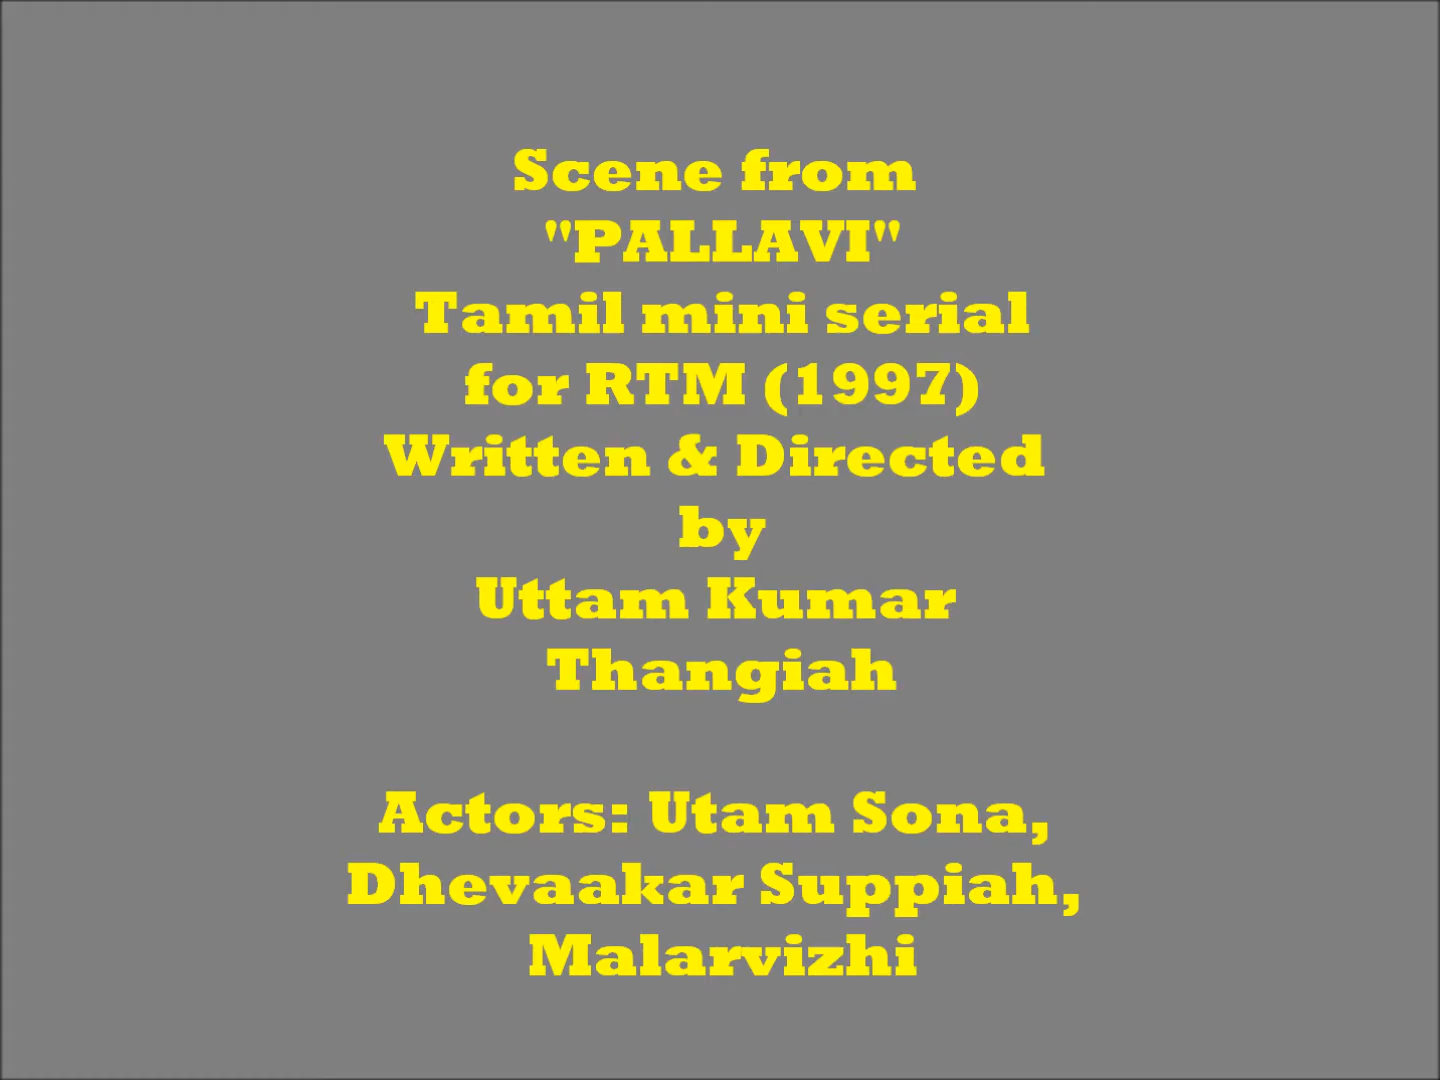 Scene from
"PALLAVI"
Tamil mini serial
for RTM (1997)
Written & Directed
by
Uttam Kumar
Thangiah
Actors: Utam Sona,
Dhevaakar Suppiah,
Malarvizhi